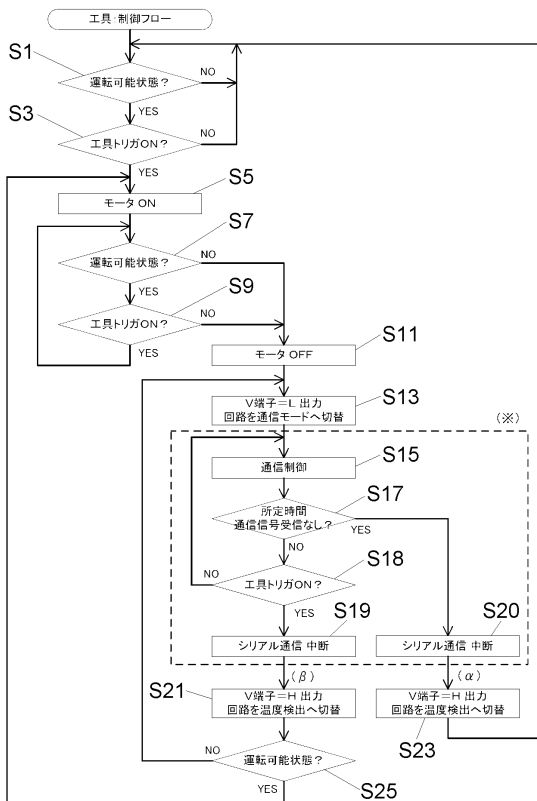 工具：制御フロー
S1
運転可能状態？
NO
YES
S3
工具トリガON？
NO
YES
S5
モータ ON
S7
運転可能状態？
NO
YES
S9
工具トリガON？
NO
YES
S11
モータ OFF
S13
V端子＝L 出力
回路を通信モードへ切替
(※)
S15
通信制御
S17
所定時間
通信信号受信なし？
YES
NO
S18
工具トリガON？
NO
YES
S19
シリアル通信 中断
S20
シリアル通信 中断
(β)
(α)
S21
V端子＝H 出力
回路を温度検出へ切替
V端子＝H 出力
回路を温度検出へ切替
S23
運転可能状態？
NO
YES
S25